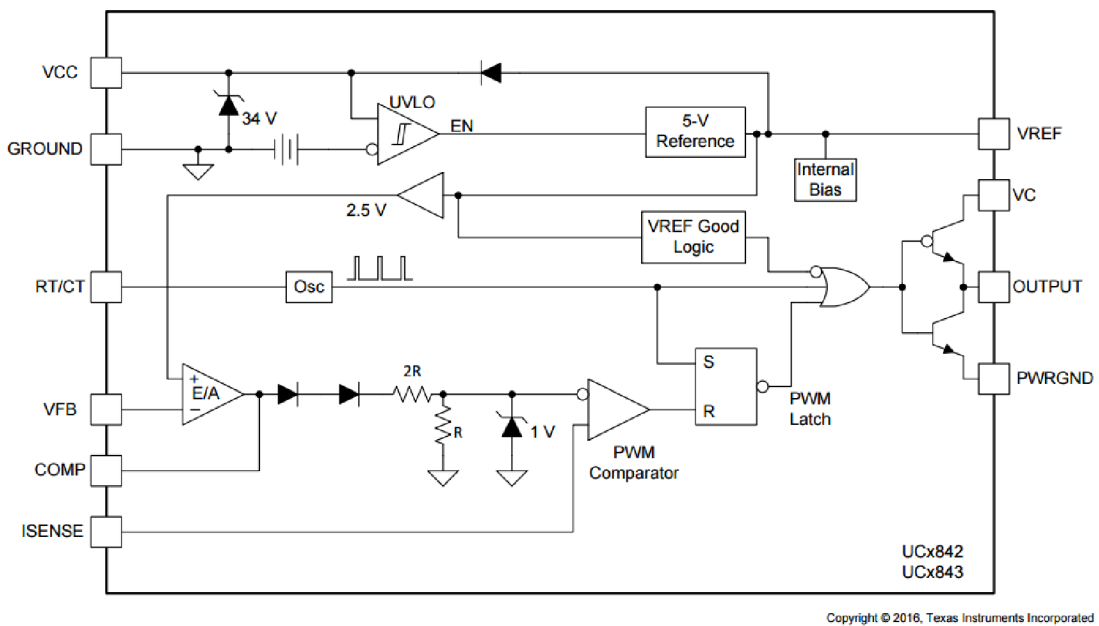 VCC
UVLO
34 V
EN
5-V
Reference
GROUND
VREF
Internal
Bias
2.5 V
VC
VREF Good
Logic
RT/CT
Osc
OUTPUT
S
R
PWM
Latch
2R
+
E/A
−
VFB
R
1 V
PWRGND
PWM
Comparator
COMP
ISENSE
UCx842
UCx843
Copyright © 2016, Texas Instruments Incorporated